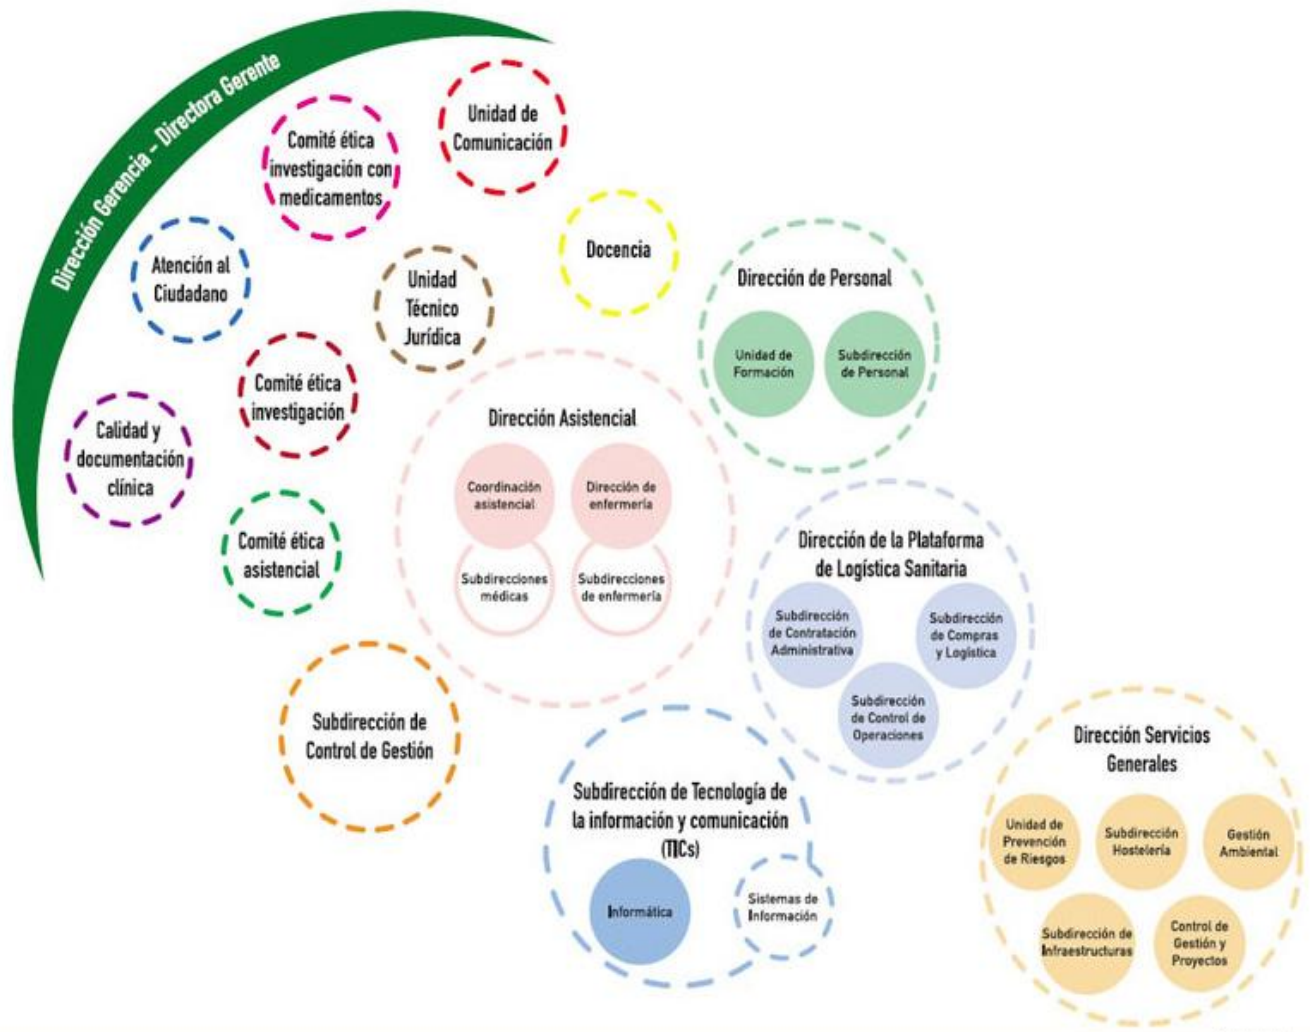 Dirección Gerencia - Directora Gerente
Unidad de
Comunicación
Comité ética
investigación con
medicamentos
Atención al
Ciudadano
Unidad
Técnico
Jurídica
Docencia
Comité ética
investigación
Calidad y
documentación
clínica
Comité ética
asistencial
Dirección de Personal
Unidad de
Formación
Subdirección
de Personal
Dirección Asistencial
Coordinación
asistencial
Dirección de
enfermería
Subdirecciones
médicas
Subdirecciones
de enfermería
Dirección de la Plataforma
de Logística Sanitaria
Subdirección
de Contratación
Administrativa
Subdirección
de Compras
y Logística
Subdirección
de Control de
Operaciones
Subdirección de
Control de Gestión
Subdirección de Tecnología de
la información y comunicación
(TICs)
Informática
Sistemas de
Información
Dirección Servicios
Generales
Unidad de
Prevención
de Riesgos
Subdirección
Hostelería
Gestión
Ambiental
Subdirección de
Infraestructuras
Control de
Gestión y
Proyectos